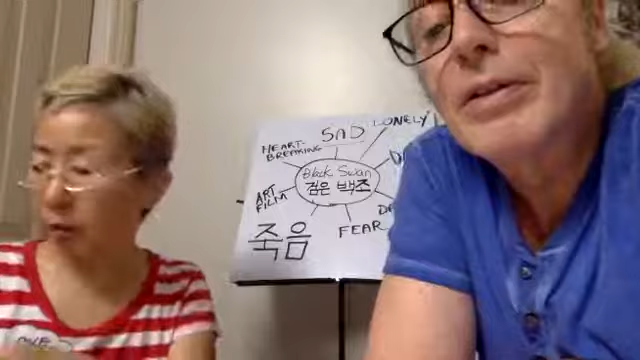 SAD
LONELY
HEART-
BREAKING
Black Swan
검은 백조
ART
FILM
FEAR
죽음